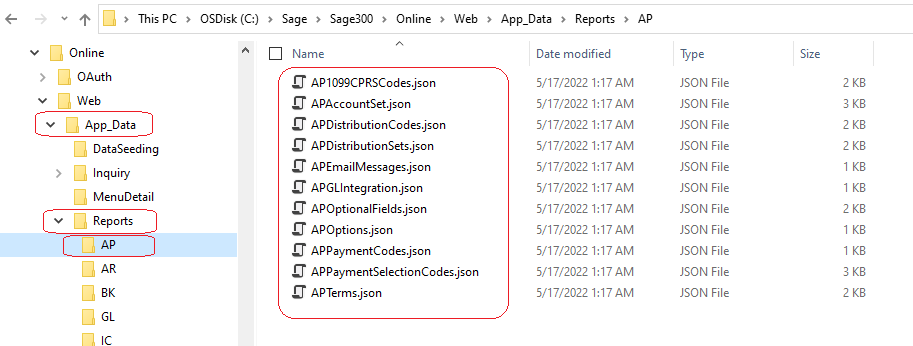 This PC > OSDisk (C:) > Sage > Sage300 > Online > Web > App_Data > Reports > AP
Online
OAuth
Web
App_Data
DataSeeding
Inquiry
MenuDetail
Reports
AP
AR
BK
GL
IC
Name Date modified Type Size
AP1099CPRSCodes.json 5/17/2022 1:17 AM JSON File 2 KB
APAccountSet.json 5/17/2022 1:17 AM JSON File 3 KB
APDistributionCodes.json 5/17/2022 1:17 AM JSON File 2 KB
APDistributionSets.json 5/17/2022 1:17 AM JSON File 2 KB
APEmailMessages.json 5/17/2022 1:17 AM JSON File 1 KB
APGLIntegration.json 5/17/2022 1:17 AM JSON File 1 KB
APOptionalFields.json 5/17/2022 1:17 AM JSON File 2 KB
APOptions.json 5/17/2022 1:17 AM JSON File 1 KB
APPaymentCodes.json 5/17/2022 1:17 AM JSON File 1 KB
APPaymentSelectionCodes.json 5/17/2022 1:17 AM JSON File 3 KB
APTerms.json 5/17/2022 1:17 AM JSON File 2 KB